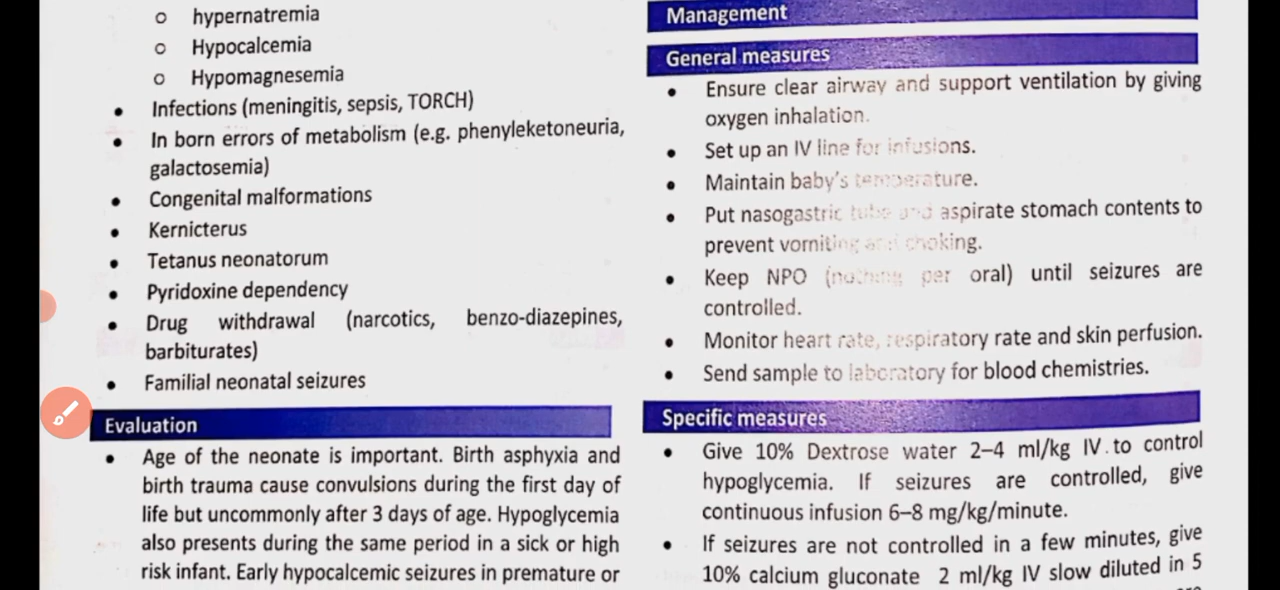 hypernatremia
Hypocalcemia
Hypomagnesemia
Infections (meningitis, sepsis, TORCH)
In born errors of metabolism (e.g. phenyleketoneuria,
galactosemia)
Congenital malformations
Kernicterus
Tetanus neonatorum
Pyridoxine dependency
Drug withdrawal (narcotics, benzo-diazepines,
barbiturates)
Familial neonatal seizures
Evaluation
Age of the neonate is important. Birth asphyxia and
birth trauma cause convulsions during the first day of
life but uncommonly after 3 days of age. Hypoglycemia
also presents during the same period in a sick or high
risk infant. Early hypocalcemic seizures in premature or
Management
General measures
Ensure clear airway and support ventilation by giving
oxygen inhalation.
Set up an IV line for infusions.
Maintain baby's temperature.
Put nasogastric tube and aspirate stomach contents to
prevent vomiting and choking.
Keep NPO (nothing per oral) until seizures are
controlled.
Monitor heart rate, respiratory rate and skin perfusion.
Send sample to laboratory for blood chemistries.
Specific measures
Give 10% Dextrose water 2–4 ml/kg IV to control
hypoglycemia. If seizures are controlled, give
continuous infusion 6–8 mg/kg/minute.
If seizures are not controlled in a few minutes, give
10% calcium gluconate 2 ml/kg IV slow diluted in 5